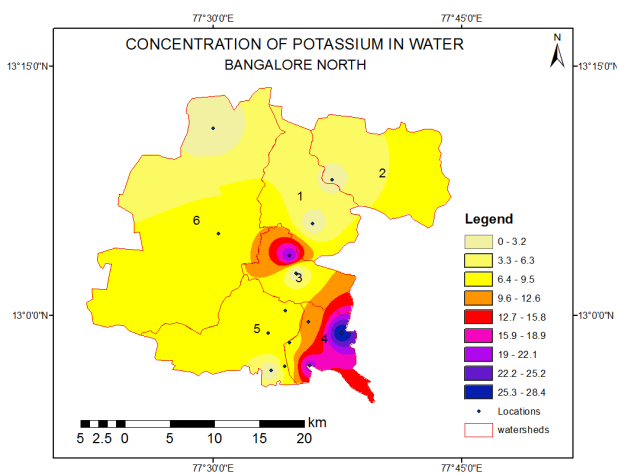 77°30'0"E 77°45'0"E
CONCENTRATION OF POTASSIUM IN WATER
BANGALORE NORTH
N
13°15'0"N 13°15'0"N
2
1
6
Legend
0 - 3.2
3.3 - 6.3
6.4 - 9.5
9.6 - 12.6
12.7 - 15.8
15.9 - 18.9
19 - 22.1
22.2 - 25.2
25.3 - 28.4
Locations
watersheds
3
13°0'0"N 13°0'0"N
5
4
km
5 2.5 0 5 10 15 20
77°30'0"E 77°45'0"E